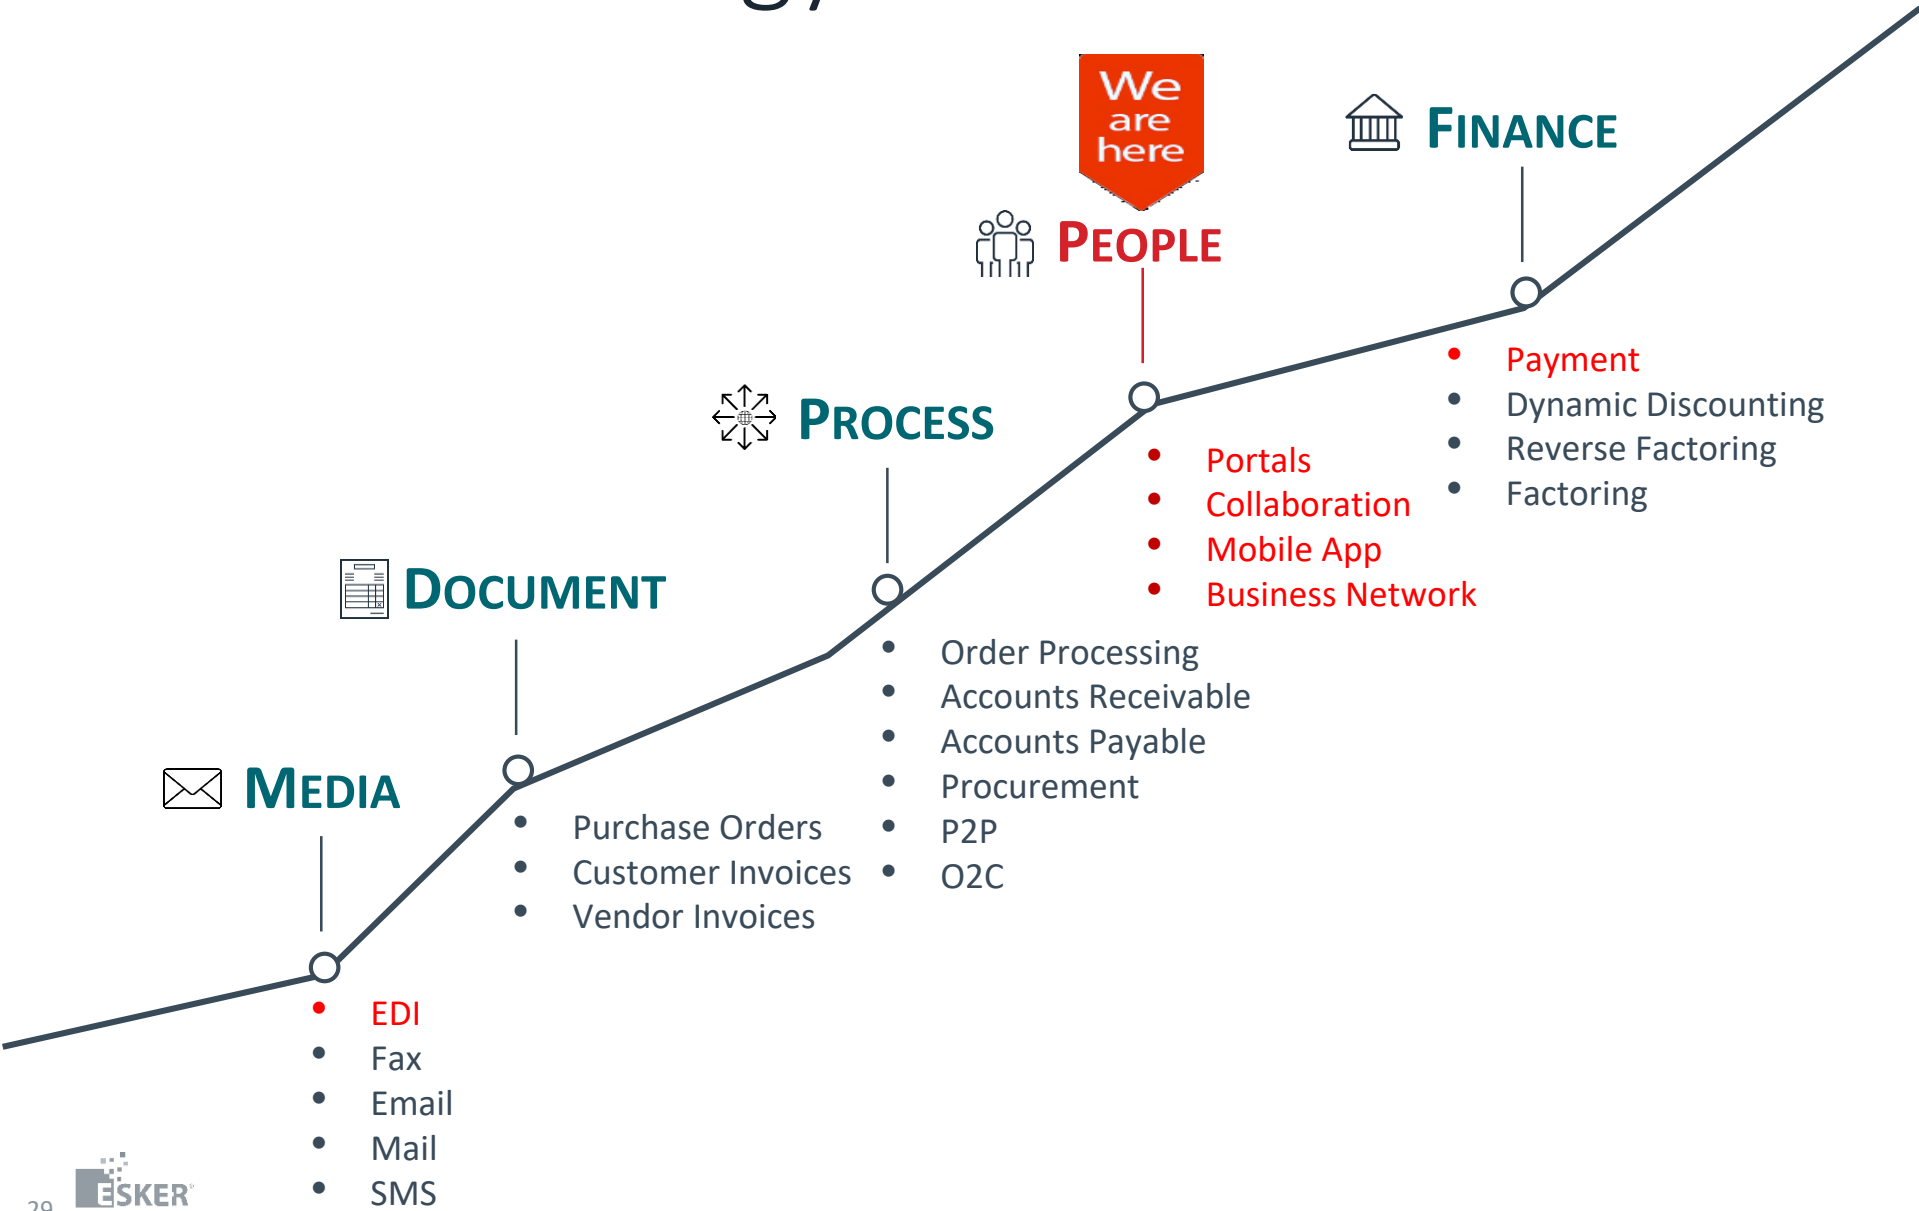 We
are
here
FINANCE
PEOPLE
• Payment
• Dynamic Discounting
• Reverse Factoring
• Factoring
PROCESS
• Portals
• Collaboration
• Mobile App
• Business Network
DOCUMENT
• Order Processing
• Accounts Receivable
• Accounts Payable
• Procurement
• P2P
• O2C
MEDIA
• Purchase Orders
• Customer Invoices
• Vendor Invoices
• EDI
• Fax
• Email
• Mail
• SMS
29
ESKER